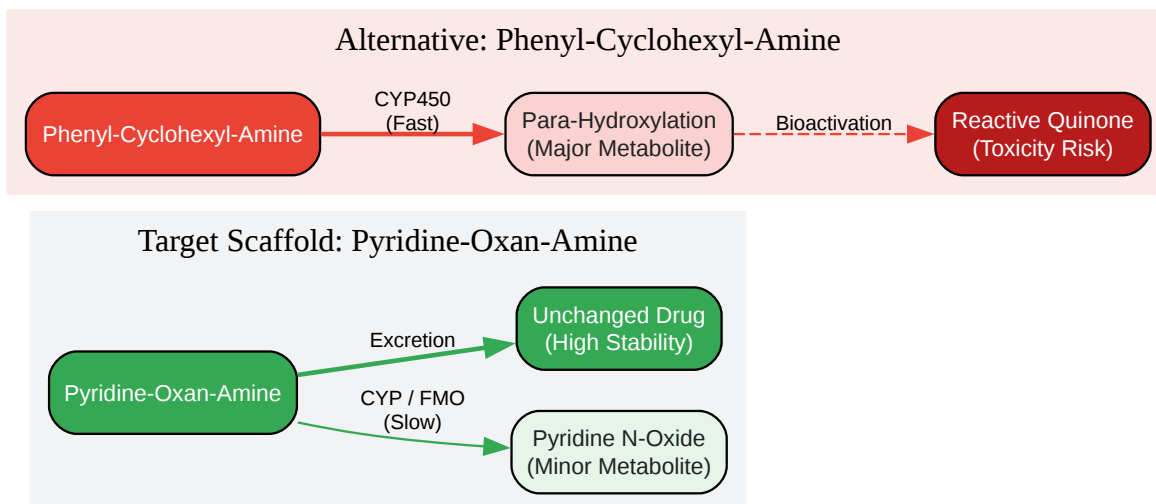 Alternative: Phenyl-Cyclohexyl-Amine
Phenyl-Cyclohexyl-Amine
CYP450
(Fast)
Para-Hydroxylation
(Major Metabolite)
Bioactivation
Reactive Quinone
(Toxicity Risk)
Target Scaffold: Pyridine-Oxan-Amine
Pyridine-Oxan-Amine
Excretion
Unchanged Drug
(High Stability)
CYP / FMO
(Slow)
Pyridine N-Oxide
(Minor Metabolite)